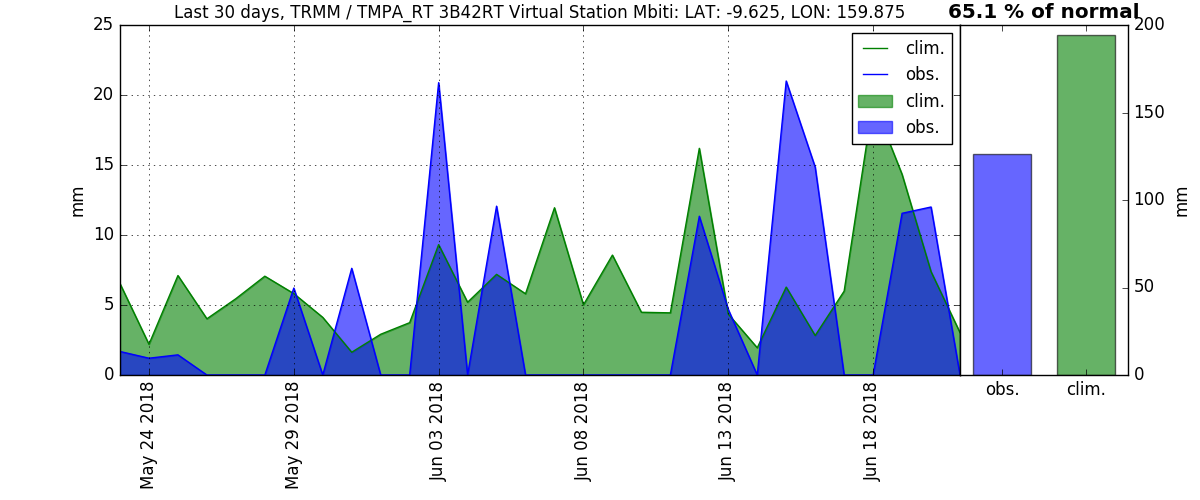 Last 30 days, TRMM / TMPA_RT 3B42RT Virtual Station Mbiti: LAT: -9.625, LON: 159.875
65.1 % of normal
25
20
15
10
5
0
mm
clim.
obs.
clim.
obs.
May 24 2018
May 29 2018
Jun 03 2018
Jun 08 2018
Jun 13 2018
Jun 18 2018
200
150
100
50
0
mm
obs.
clim.